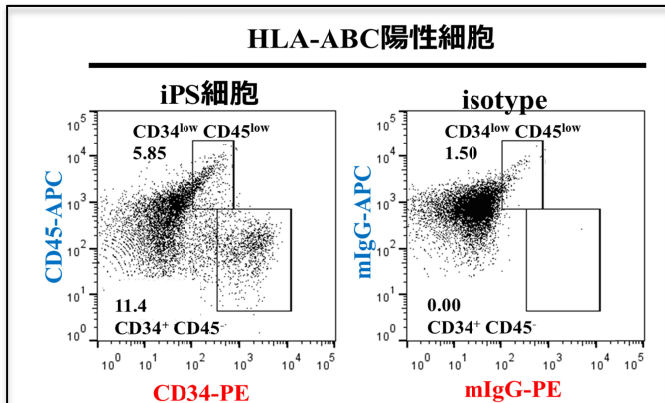 HLA-ABC陽性細胞
iPS細胞
isotype
CD34low CD45low
5.85
CD34low CD45low
1.50
10^5
10^4
10^3
10^2
10^1
10^0
10^5
10^4
10^3
10^2
10^1
10^0
CD45-APC
mIgG-APC
11.4
CD34+ CD45-
0.00
CD34+ CD45-
10^0 10^1 10^2 10^3 10^4 10^5
10^0 10^1 10^2 10^3 10^4 10^5
CD34-PE
mIgG-PE